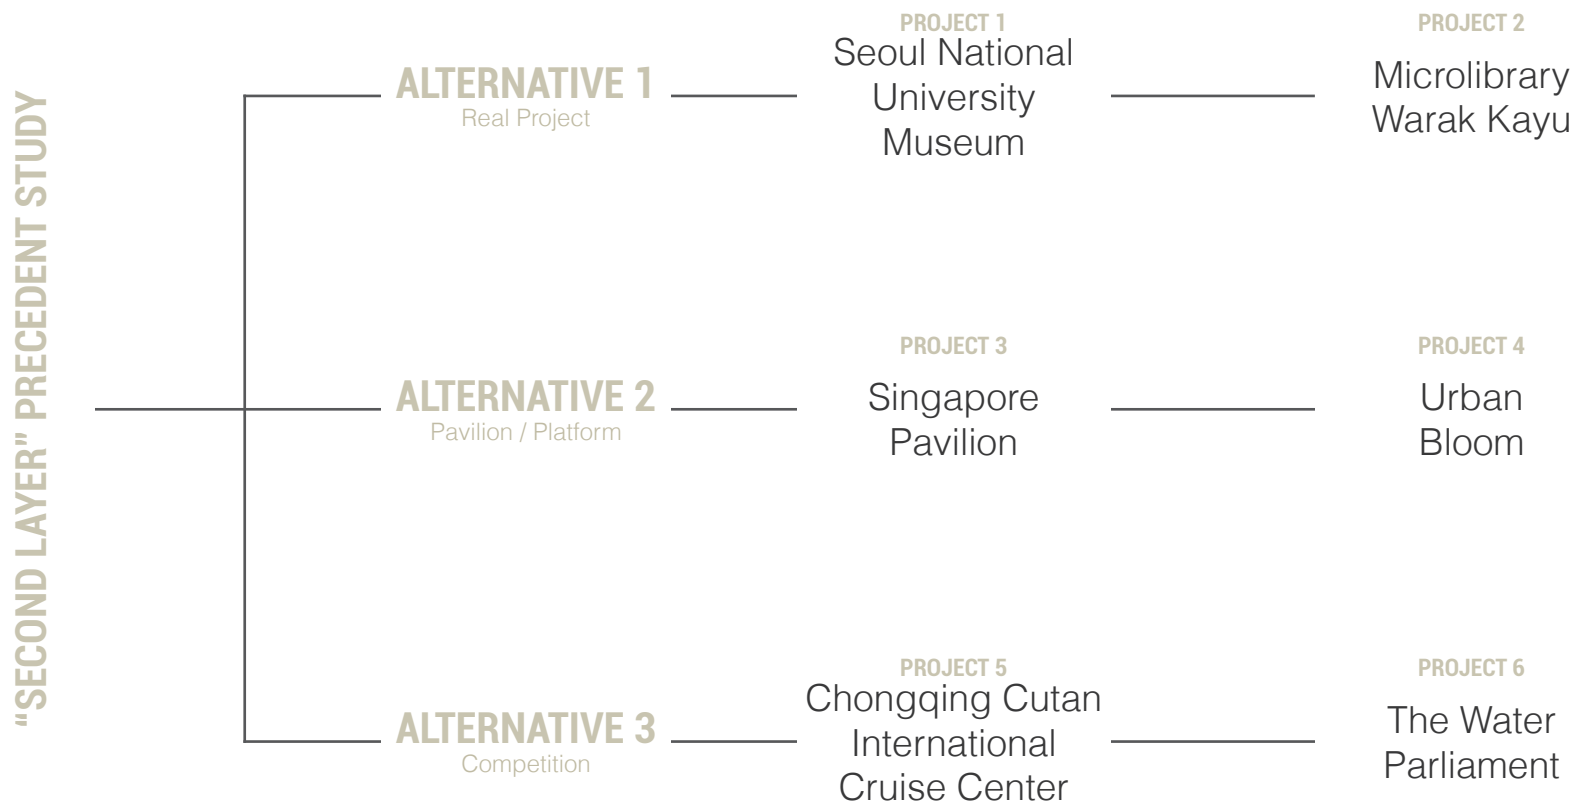 “SECOND LAYER" PRECEDENT STUDY
ALTERNATIVE 1
Real Project
PROJECT 1
Seoul National
University
Museum
PROJECT 2
Microlibrary
Warak Kayu
ALTERNATIVE 2
Pavilion / Platform
PROJECT 3
Singapore
Pavilion
PROJECT 4
Urban
Bloom
ALTERNATIVE 3
Competition
PROJECT 5
Chongqing Cutan
International
Cruise Center
PROJECT 6
The Water
Parliament